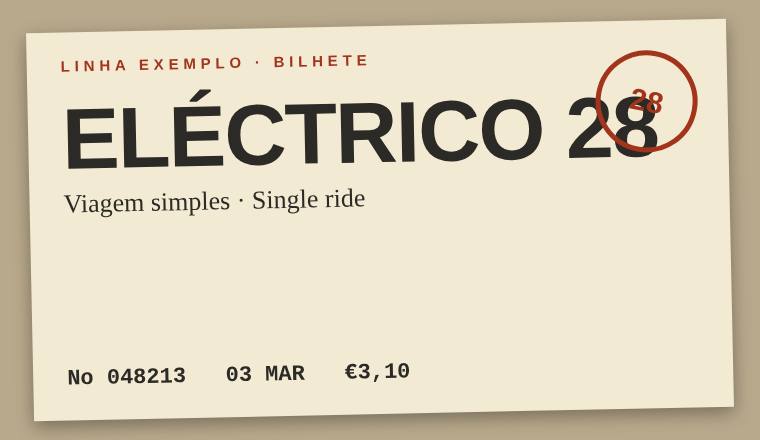 LINHA EXEMPLO · BILHETE
ELÉCTRICO 28
28
Viagem simples · Single ride
No 048213 03 MAR €3,10